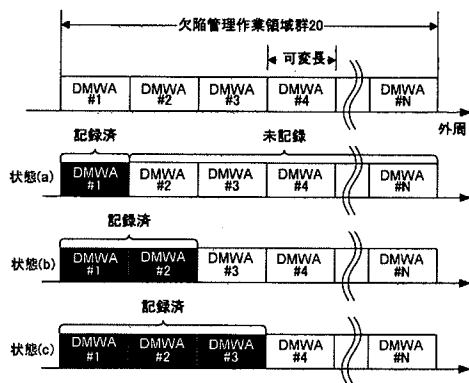 欠陥管理作業領域群20
可変長
DMWA #1 DMWA #2 DMWA #3 DMWA #4 DMWA #N
外周
記録済 未記録
状態(a) DMWA #1 DMWA #2 DMWA #3 DMWA #4 DMWA #N
記録済
状態(b) DMWA #1 DMWA #2 DMWA #3 DMWA #4 DMWA #N
記録済
状態(c) DMWA #1 DMWA #2 DMWA #3 DMWA #4 DMWA #N